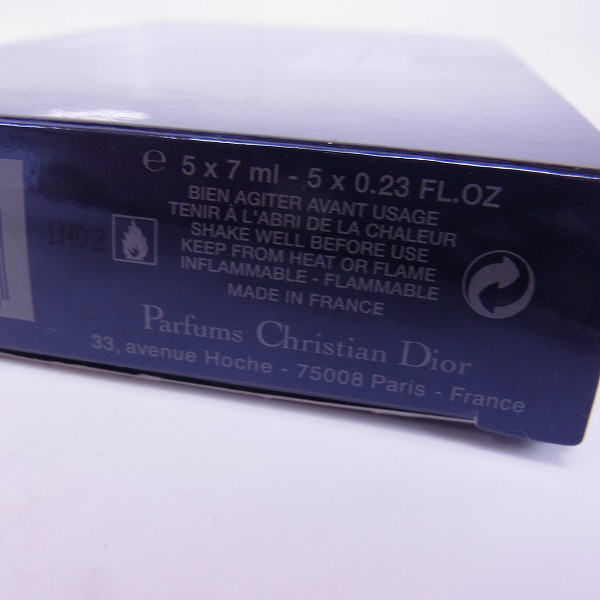 ℮ 5 x 7 ml - 5 x 0.23 FL.OZ
BIEN AGITER AVANT USAGE
TENIR À L'ABRI DE LA CHALEUR
SHAKE WELL BEFORE USE
KEEP FROM HEAT OR FLAME
INFLAMMABLE - FLAMMABLE
MADE IN FRANCE
1N02
Parfums Christian Dior
33, avenue Hoche - 75008 Paris - France